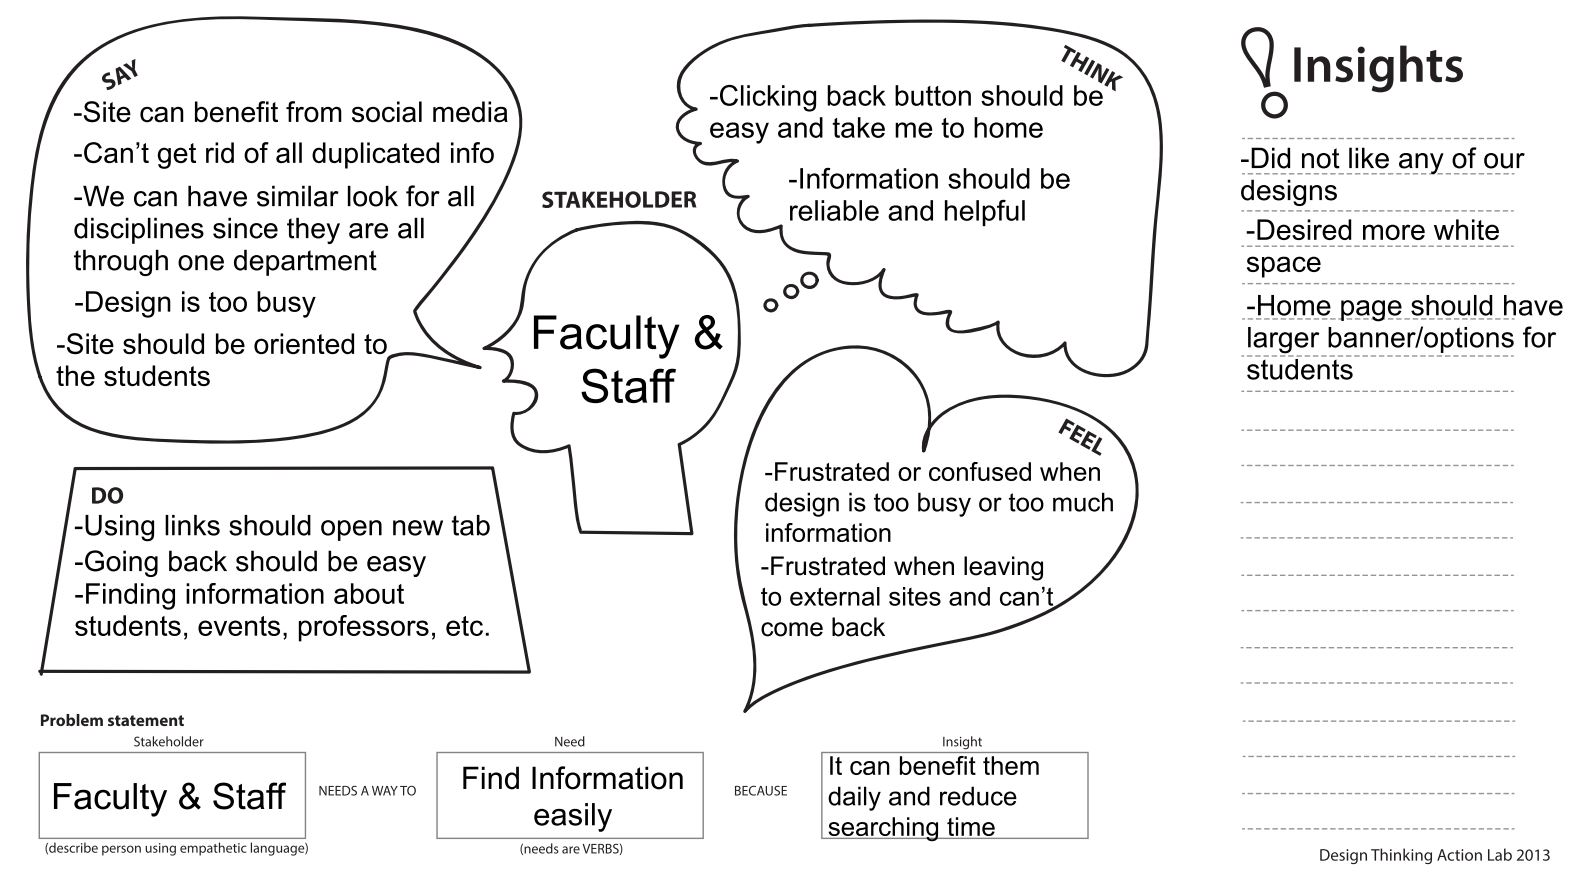 SAY
-Site can benefit from social media
-Can't get rid of all duplicated info
-We can have similar look for all
disciplines since they are all
through one department
-Design is too busy
-Site should be oriented to
the students
THINK
-Clicking back button should be
easy and take me to home
-Information should be
reliable and helpful
STAKEHOLDER
Faculty &
Staff
DO
-Using links should open new tab
-Going back should be easy
-Finding information about
students, events, professors, etc.
FEEL
-Frustrated or confused when
design is too busy or too much
information
-Frustrated when leaving
to external sites and can't
come back
Insights
-Did not like any of our
designs
-Desired more white
space
-Home page should have
larger banner/options for
students
Problem statement
Stakeholder
Faculty & Staff
(describe person using empathetic language)
NEEDS A WAY TO
Need
Find Information
easily
(needs are VERBS)
BECAUSE
Insight
It can benefit them
daily and reduce
searching time
Design Thinking Action Lab 2013